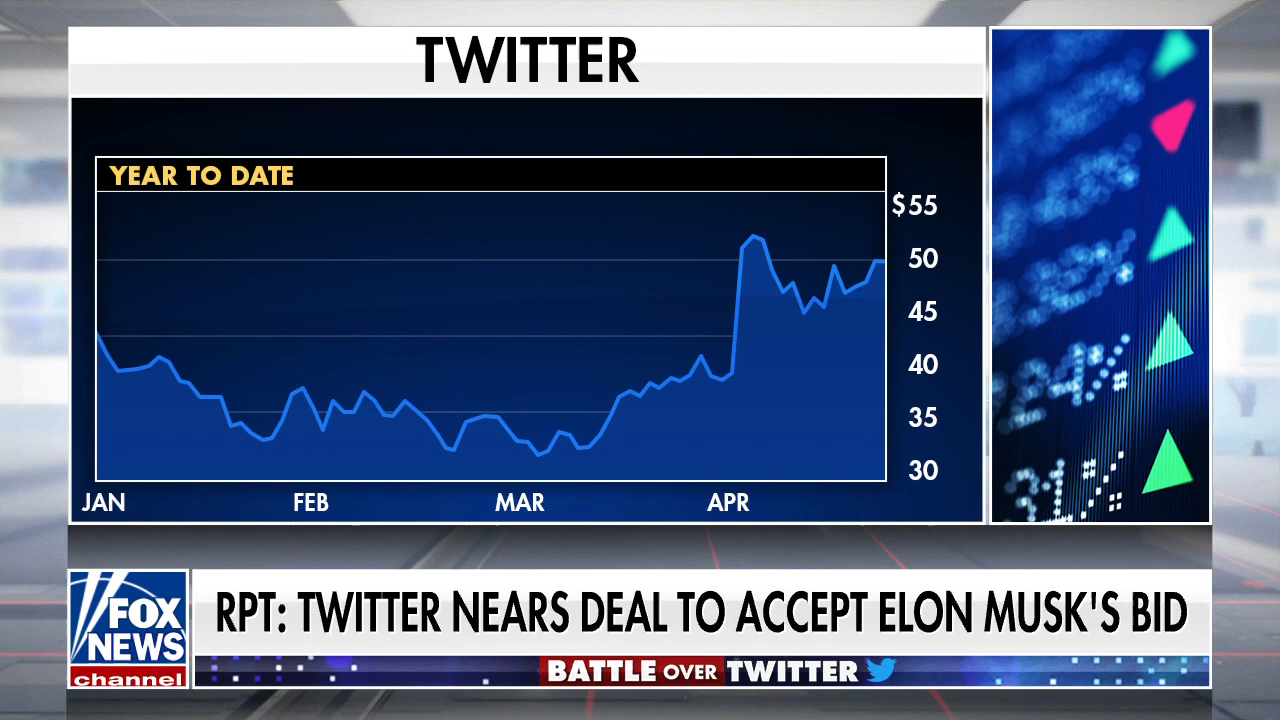 TWITTER
YEAR TO DATE
$55
50
45
40
35
30
JAN FEB MAR APR
FOX
NEWS
channel
RPT: TWITTER NEARS DEAL TO ACCEPT ELON MUSK'S BID
BATTLE OVER TWITTER